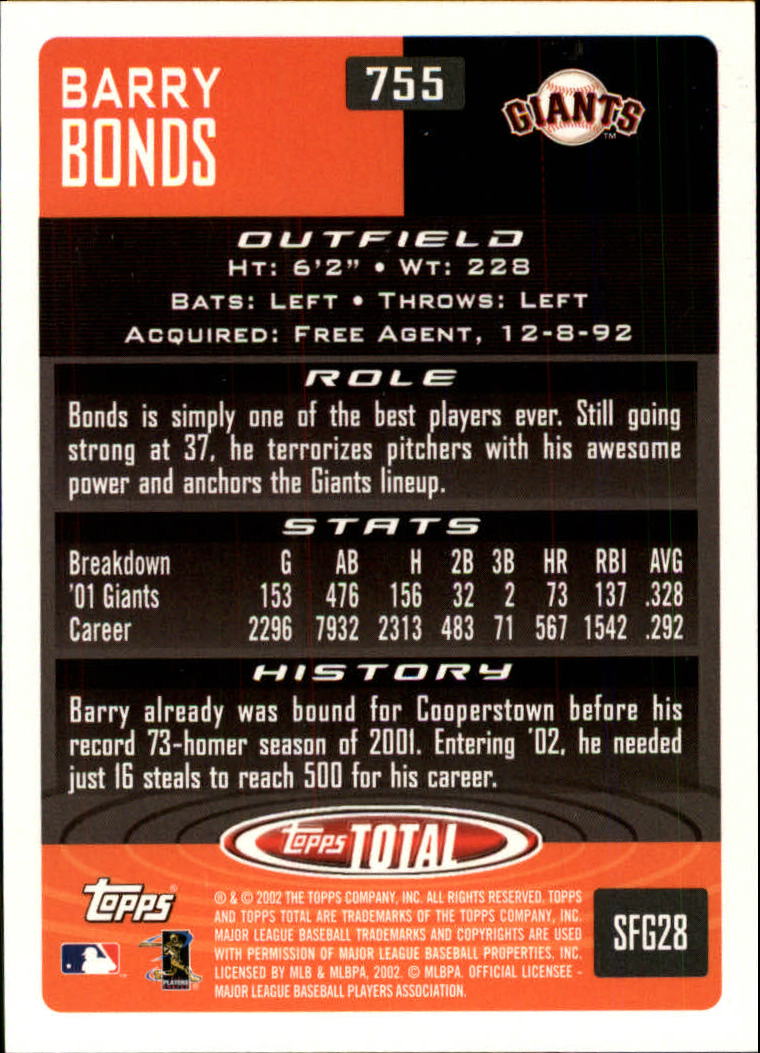 BARRY
BONDS
755
GIANTS
TM
OUTFIELD
HT: 6'2" • WT: 228
BATS: LEFT • THROWS: LEFT
ACQUIRED: FREE AGENT, 12-8-92
ROLE
Bonds is simply one of the best players ever. Still going
strong at 37, he terrorizes pitchers with his awesome
power and anchors the Giants lineup.
STATS
Breakdown G AB H 2B 3B HR RBI AVG
'01 Giants 153 476 156 32 2 73 137 .328
Career 2296 7932 2313 483 71 567 1542 .292
HISTORY
Barry already was bound for Cooperstown before his
record 73-homer season of 2001. Entering '02, he needed
just 16 steals to reach 500 for his career.
Topps TOTAL
Topps®
® & © 2002 THE TOPPS COMPANY, INC. ALL RIGHTS RESERVED. TOPPS
AND TOPPS TOTAL ARE TRADEMARKS OF THE TOPPS COMPANY, INC.
MAJOR LEAGUE BASEBALL TRADEMARKS AND COPYRIGHTS ARE USED
WITH PERMISSION OF MAJOR LEAGUE BASEBALL PROPERTIES, INC.
LICENSED BY MLB & MLBPA, 2002. © MLBPA. OFFICIAL LICENSEE -
MAJOR LEAGUE BASEBALL PLAYERS ASSOCIATION.
PLAYERS
SFG28